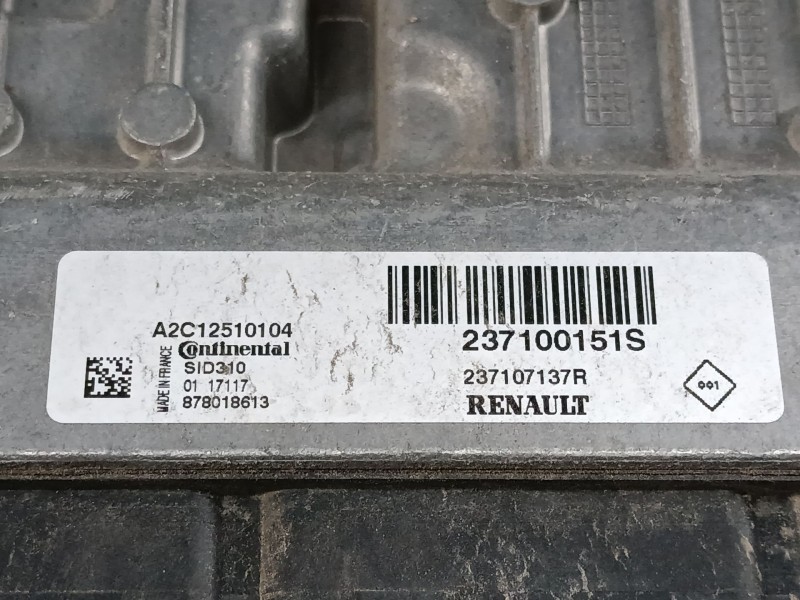 A2C12510104
Continental
SID310
01 17117
878018613
MADE IN FRANCE
237100151S
237107137R
RENAULT
001